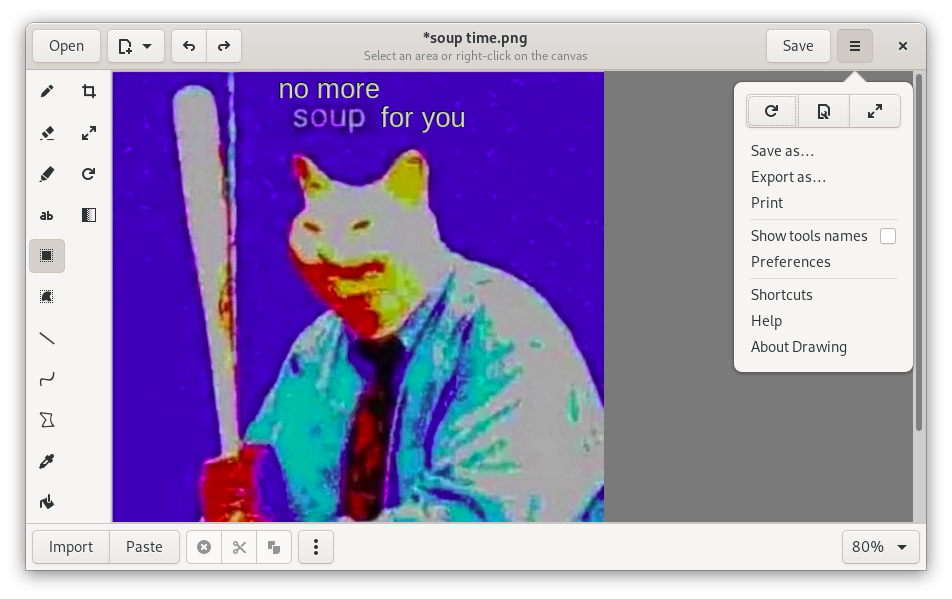 Open
*soup time.png
Select an area or right-click on the canvas
Save
no more
soup for you
ab
Save as…
Export as…
Print
Show tools names
Preferences
Shortcuts
Help
About Drawing
Import
Paste
80%